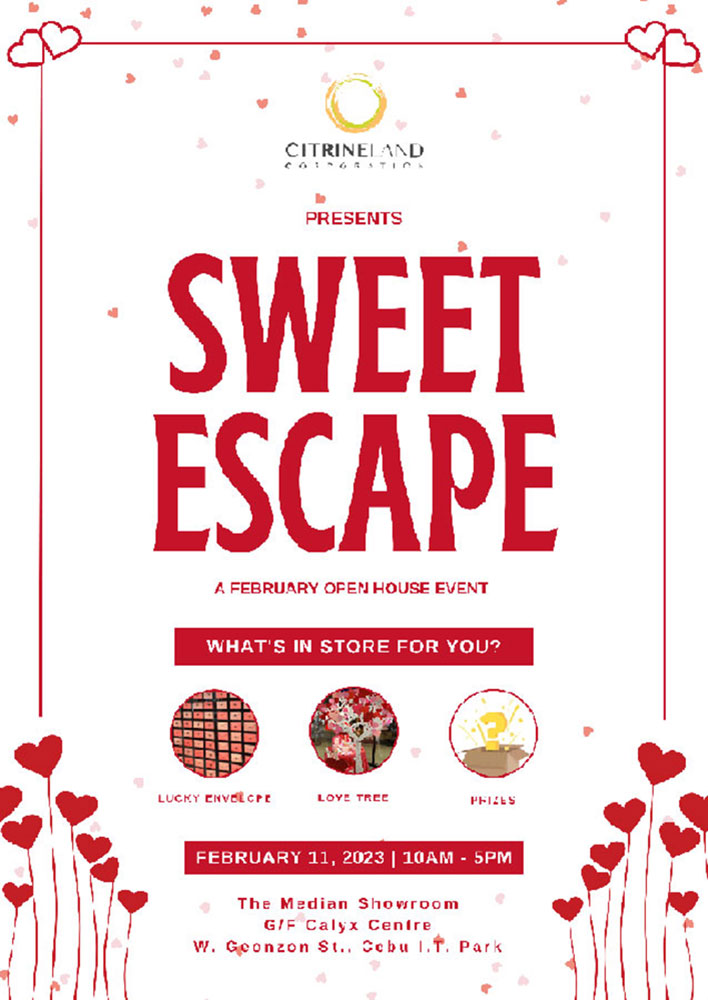 CITRINELAND
CORPORATION
PRESENTS
SWEET
ESCAPE
A FEBRUARY OPEN HOUSE EVENT
WHAT'S IN STORE FOR YOU?
LUCKY ENVELOPE
LOVE TREE
PRIZES
FEBRUARY 11, 2023 | 10AM - 5PM
The Median Showroom
G/F Calyx Centre
W. Geonzon St., Cebu I.T. Park